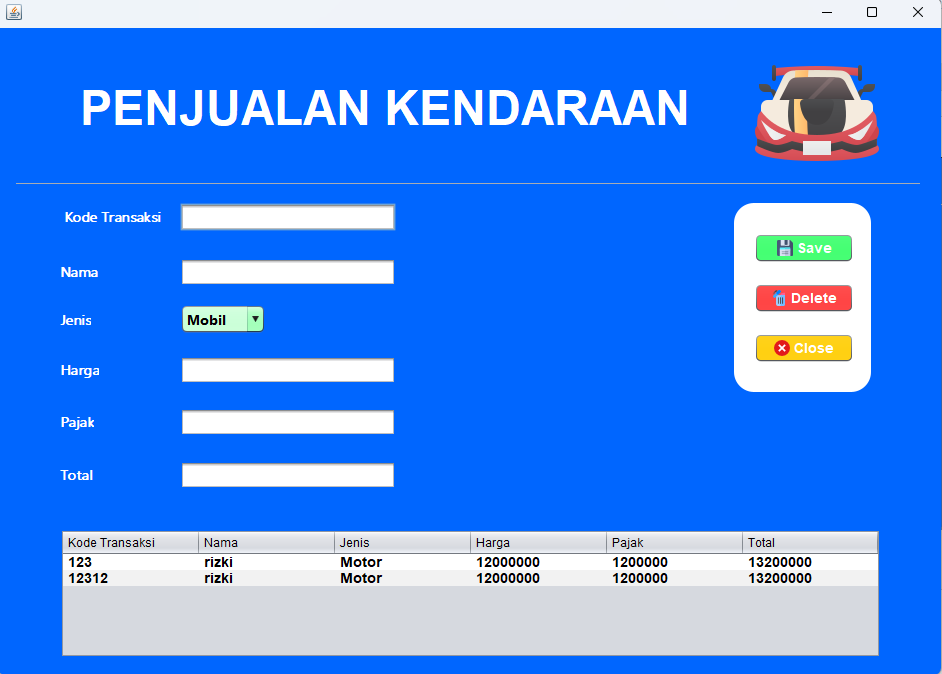 PENJUALAN KENDARAAN
Kode Transaksi
Nama
Jenis
Mobil
Harga
Pajak
Total
Save
Delete
Close
Kode Transaksi Nama Jenis Harga Pajak Total
123 rizki Motor 12000000 1200000 13200000
12312 rizki Motor 12000000 1200000 13200000